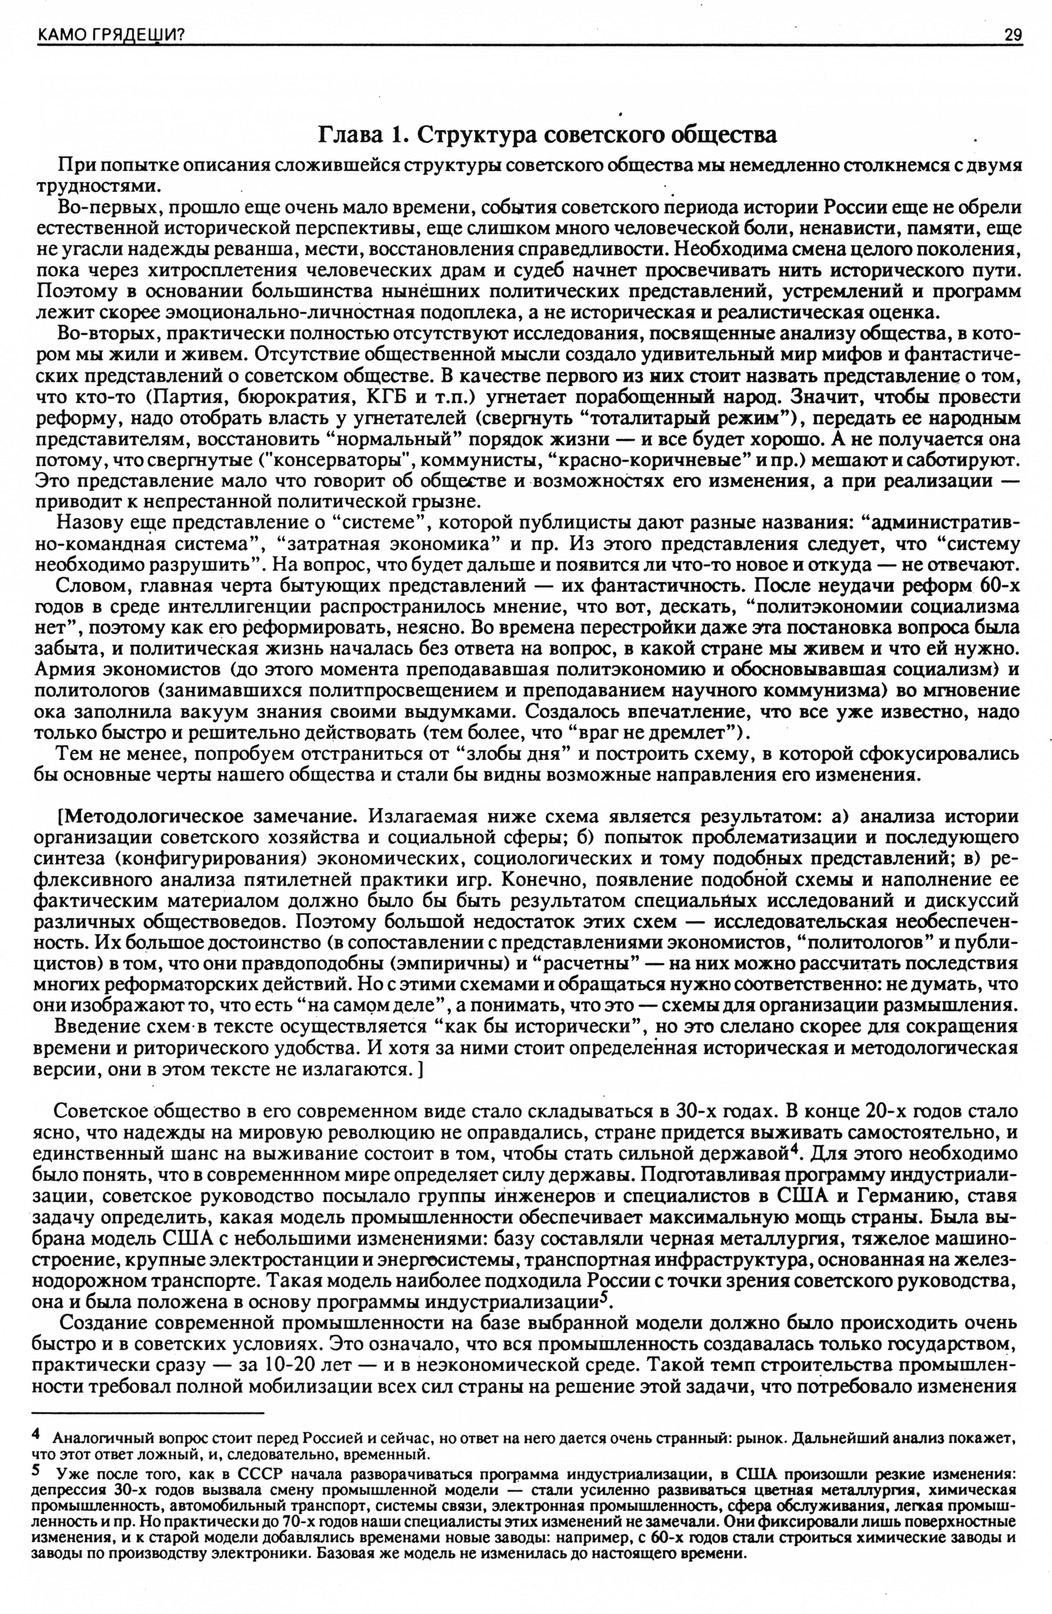 КАМО ГРЯДЕШИ? 29
Глава 1. Структура советского общества
При попытке описания сложившейся структуры советского общества мы немедленно столкнемся с двумя
трудностями.
Во-первых, прошло еще очень мало времени, события советского периода истории России еще не обрели
естественной исторической перспективы, еще слишком много человеческой боли, ненависти, памяти, еще
не угасли надежды реванша, мести, восстановления справедливости. Необходима смена целого поколения,
пока через хитросплетения человеческих драм и судеб начнет просвечивать нить исторического пути.
Поэтому в основании большинства нынешних политических представлений, устремлений и программ
лежит скорее эмоционально-личностная подоплека, а не историческая и реалистическая оценка.
Во-вторых, практически полностью отсутствуют исследования, посвященные анализу общества, в кото-
ром мы жили и живем. Отсутствие общественной мысли создало удивительный мир мифов и фантастиче-
ских представлений о советском обществе. В качестве первого из них стоит назвать представление о том,
что кто-то (Партия, бюрократия, КГБ и т.п.) угнетает порабощенный народ. Значит, чтобы провести
реформу, надо отобрать власть у угнетателей (свергнуть “тоталитарый режим”), передать ее народным
представителям, восстановить “нормальный” порядок жизни — и все будет хорошо. А не получается она
потому, что свергнутые ("консерваторы", коммунисты, “красно-коричневые” и пр.) мешают и саботируют.
Это представление мало что говорит об обществе и возможностях его изменения, а при реализации —
приводит к непрестанной политической грызне.
Назову еще представление о “системе”, которой публицисты дают разные названия: “административ-
но-командная система”, “затратная экономика” и пр. Из этого представления следует, что “систему
необходимо разрушить”. На вопрос, что будет дальше и появится ли что-то новое и откуда — не отвечают.
Словом, главная черта бытующих представлений — их фантастичность. После неудачи реформ 60-х
годов в среде интеллигенции распространилось мнение, что вот, дескать, “политэкономии социализма
нет”, поэтому как его реформировать, неясно. Во времена перестройки даже эта постановка вопроса была
забыта, и политическая жизнь началась без ответа на вопрос, в какой стране мы живем и что ей нужно.
Армия экономистов (до этого момента преподававшая политэкономию и обосновывавшая социализм) и
политологов (занимавшихся политпросвещением и преподаванием научного коммунизма) во мгновение
ока заполнила вакуум знания своими выдумками. Создалось впечатление, что все уже известно, надо
только быстро и решительно действовать (тем более, что “враг не дремлет”).
Тем не менее, попробуем отстраниться от “злобы дня” и построить схему, в которой сфокусировались
бы основные черты нашего общества и стали бы видны возможные направления его изменения.
[Методологическое замечание. Излагаемая ниже схема является результатом: а) анализа истории
организации советского хозяйства и социальной сферы; б) попыток проблематизации и последующего
синтеза (конфигурирования) экономических, социологических и тому подобных представлений; в) ре-
флексивного анализа пятилетней практики игр. Конечно, появление подобной схемы и наполнение ее
фактическим материалом должно было бы быть результатом специальных исследований и дискуссий
различных обществоведов. Поэтому большой недостаток этих схем — исследовательская необеспечен-
ность. Их большое достоинство (в сопоставлении с представлениями экономистов, “политологов” и публи-
цистов) в том, что они правдоподобны (эмпиричны) и “расчетны” — на них можно рассчитать последствия
многих реформаторских действий. Но с этими схемами и обращаться нужно соответственно: не думать, что
они изображают то, что есть “на самом деле”, а понимать, что это — схемы для организации размышления.
Введение схем в тексте осуществляется “как бы исторически”, но это слелано скорее для сокращения
времени и риторического удобства. И хотя за ними стоит определенная историческая и методологическая
версии, они в этом тексте не излагаются. ]
Советское общество в его современном виде стало складываться в 30-х годах. В конце 20-х годов стало
ясно, что надежды на мировую революцию не оправдались, стране придется выживать самостоятельно, и
единственный шанс на выживание состоит в том, чтобы стать сильной державой4. Для этого необходимо
было понять, что в современнном мире определяет силу державы. Подготавливая программу индустриали-
зации, советское руководство посылало группы инженеров и специалистов в США и Германию, ставя
задачу определить, какая модель промышленности обеспечивает максимальную мощь страны. Была вы-
брана модель США с небольшими изменениями: базу составляли черная металлургия, тяжелое машино-
строение, крупные электростанции и энергосистемы, транспортная инфраструктура, основанная на желез-
нодорожном транспорте. Такая модель наиболее подходила России с точки зрения советского руководства,
она и была положена в основу программы индустриализации5.
Создание современной промышленности на базе выбранной модели должно было происходить очень
быстро и в советских условиях. Это означало, что вся промышленность создавалась только государством,
практически сразу — за 10-20 лет — и в неэкономической среде. Такой темп строительства промышлен-
ности требовал полной мобилизации всех сил страны на решение этой задачи, что потребовало изменения
4 Аналогичный вопрос стоит перед Россией и сейчас, но ответ на него дается очень странный: рынок. Дальнейший анализ покажет,
что этот ответ ложный, и, следовательно, временный.
5 Уже после того, как в СССР начала разворачиваться программа индустриализации, в США произошли резкие изменения:
депрессия 30-х годов вызвала смену промышленной модели — стали усиленно развиваться цветная металлургия, химическая
промышленность, автомобильный транспорт, системы связи, электронная промышленность, сфера обслуживания, легкая промыш-
ленность и пр. Но практически до 70-х годов наши специалисты этих изменений не замечали. Они фиксировали лишь поверхностные
изменения, и к старой модели добавлялись временами новые заводы: например, с 60-х годов стали строиться химические заводы и
заводы по производству электроники. Базовая же модель не изменилась до настоящего времени.